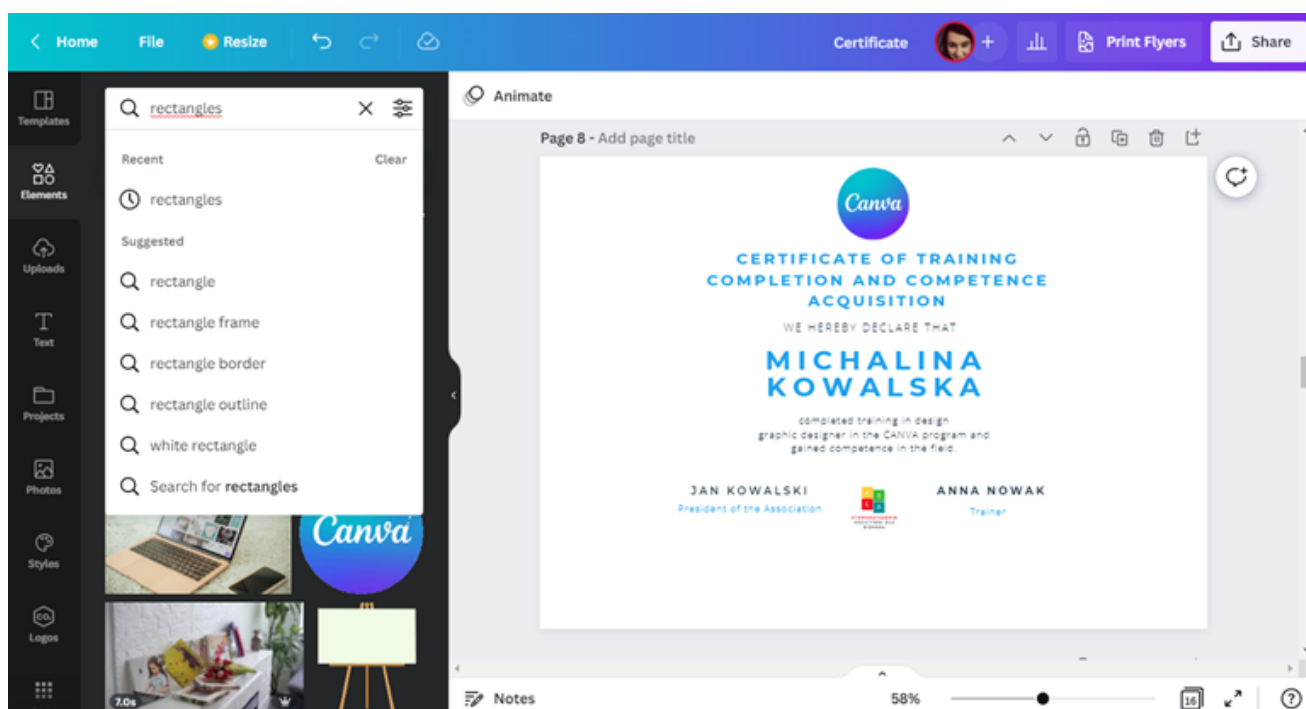 Home File Resize Certificate + Print Flyers Share
Templates
Elements
Uploads
Text
Projects
Photos
Styles
Logos
rectangles
Recent Clear
rectangles
Suggested
rectangle
rectangle frame
rectangle border
rectangle outline
white rectangle
Search for rectangles
Canva
7.0s
Animate
Page 8 - Add page title
Canva
CERTIFICATE OF TRAINING
COMPLETION AND COMPETENCE
ACQUISITION
WE HEREBY DECLARE THAT
MICHALINA
KOWALSKA
completed training in design
graphic designer in the CANVA program and
gained competence in the field.
JAN KOWALSKI
President of the Association
ANNA NOWAK
Trainer
Notes 58% 16 ?